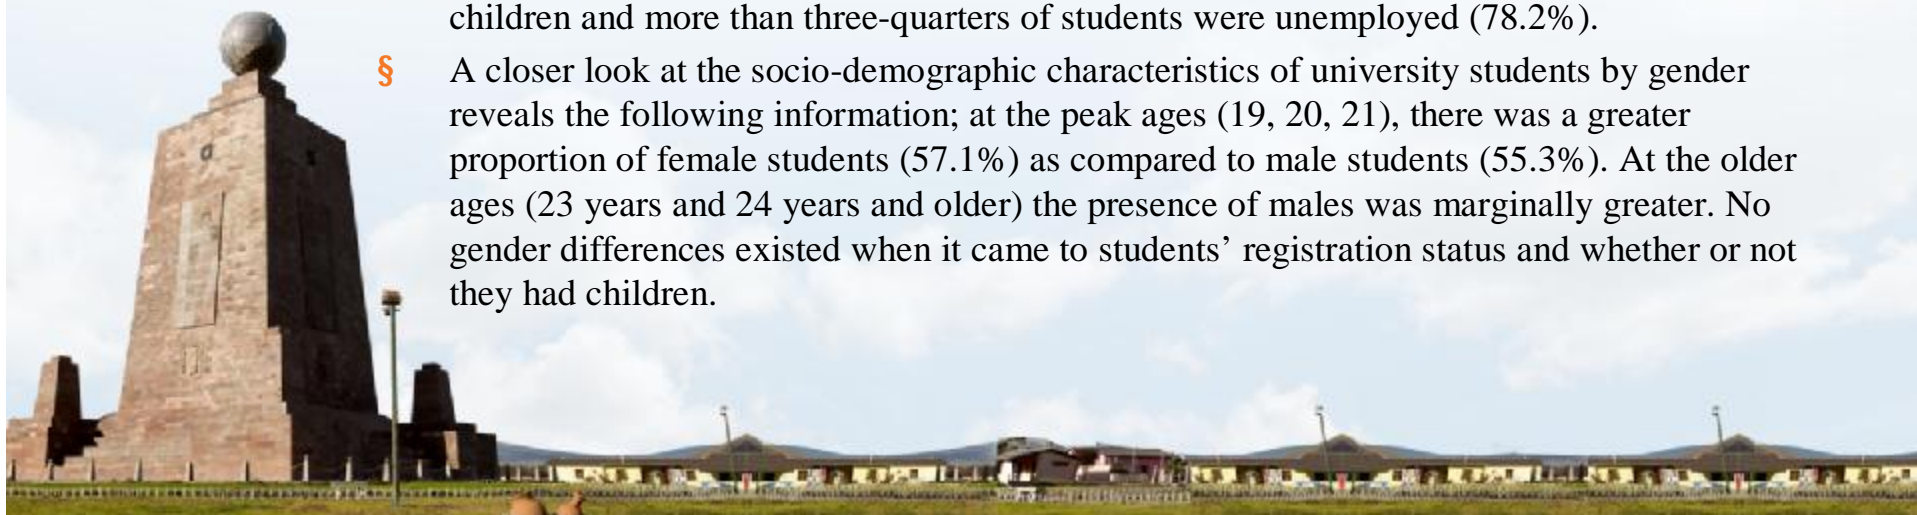 children and more than three-quarters of students were unemployed (78.2%).
§ A closer look at the socio-demographic characteristics of university students by gender
reveals the following information; at the peak ages (19, 20, 21), there was a greater
proportion of female students (57.1%) as compared to male students (55.3%). At the older
ages (23 years and 24 years and older) the presence of males was marginally greater. No
gender differences existed when it came to students’ registration status and whether or not
they had children.